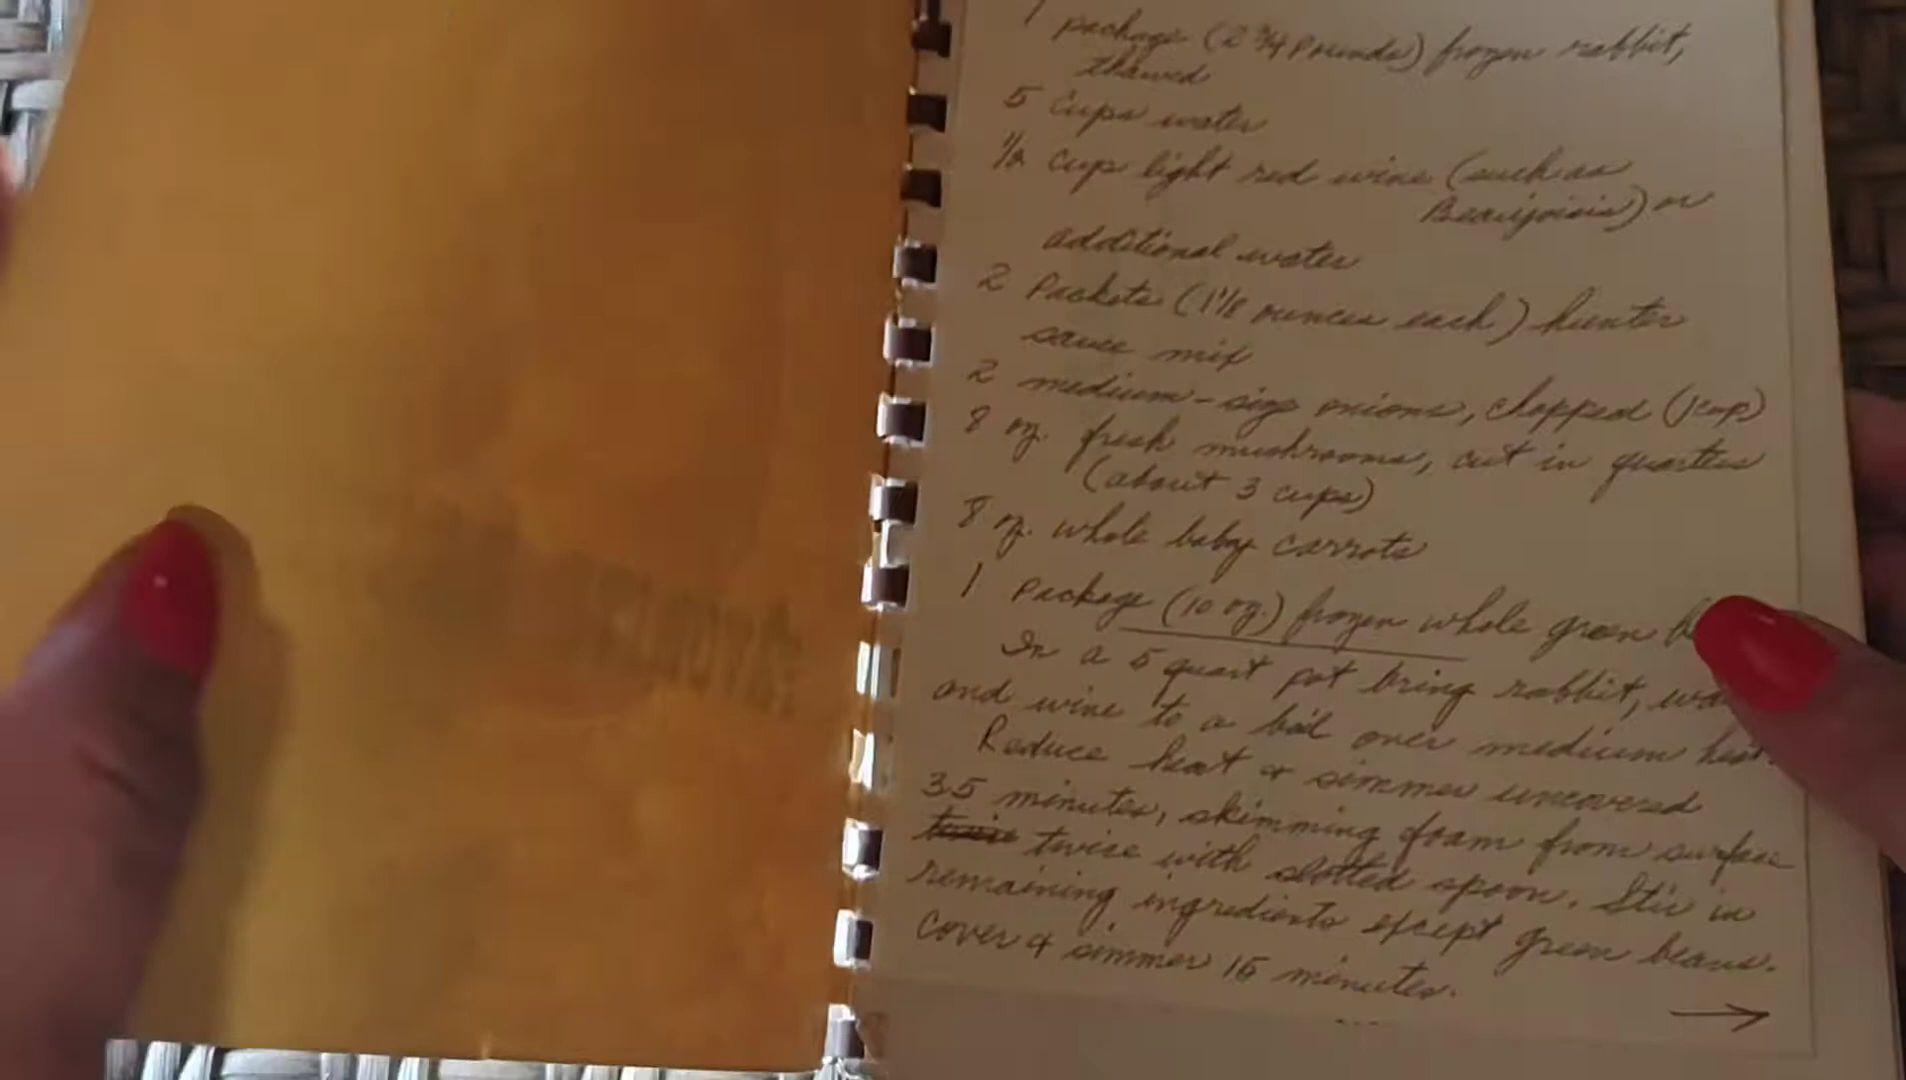 1 package (2 3/4 Pounds) frozen rabbit,
thawed
5 cups water
1/2 cup light red wine (such as
Beaujoisis) or
additional water
2 Packets (1 1/8 ounces each) hunter
sauce mix
2 medium-size onions, chopped (1 cup)
8 oz. fresh mushrooms, cut in quarters
(about 3 cups)
8 oz. whole baby carrots
1 Package (10 oz.) frozen whole green
In a 5 quart pot bring rabbit,
and wine to a boil over medium heat.
Reduce heat & simmer uncovered
35 minutes, skimming foam from surface
twice with slotted spoon. Stir in
remaining ingredients except green beans.
Cover & simmer 15 minutes.